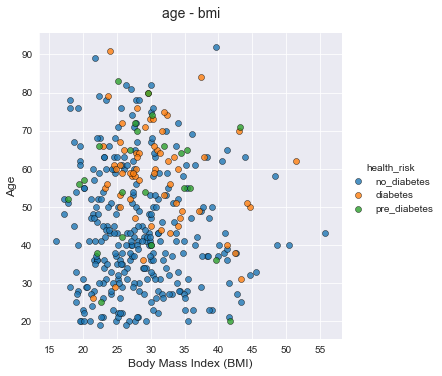 age - bmi
90
80
70
60
50
40
30
20
Age
15 20 25 30 35 40 45 50 55
Body Mass Index (BMI)
health_risk
no_diabetes
diabetes
pre_diabetes